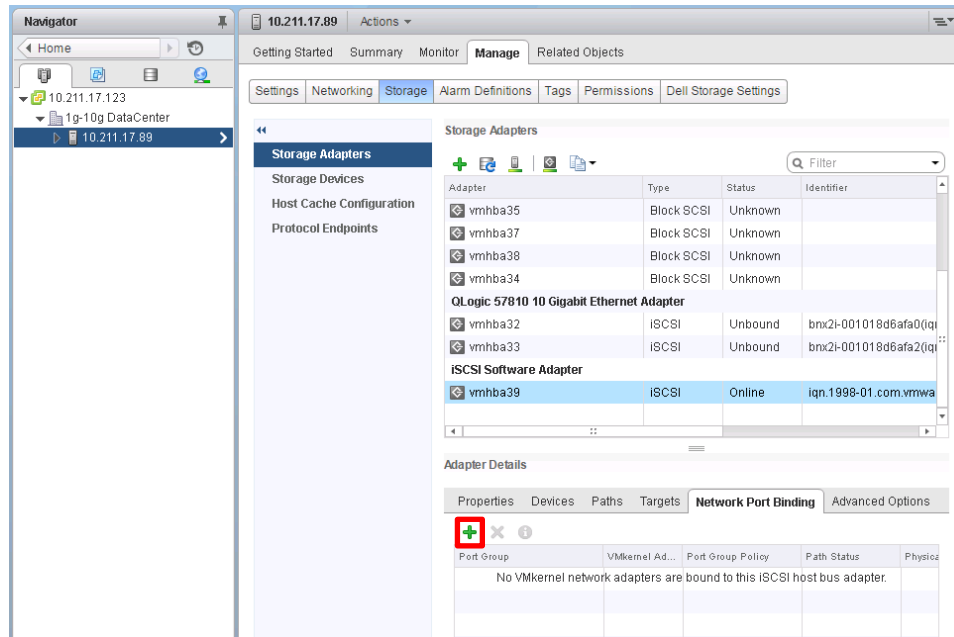 Navigator
10.211.17.89 Actions
Home
Getting Started Summary Monitor Manage Related Objects
Settings Networking Storage Alarm Definitions Tags Permissions Dell Storage Settings
10.211.17.123
1g-10g DataCenter
10.211.17.89
Storage Adapters
Storage Devices
Host Cache Configuration
Protocol Endpoints
Storage Adapters
Filter
Adapter Type Status Identifier
vmhba35 Block SCSI Unknown
vmhba37 Block SCSI Unknown
vmhba38 Block SCSI Unknown
vmhba34 Block SCSI Unknown
QLogic 57810 10 Gigabit Ethernet Adapter
vmhba32 iSCSI Unbound bnx2i-001018d6afa0(iqn
vmhba33 iSCSI Unbound bnx2i-001018d6afa2(iqn
iSCSI Software Adapter
vmhba39 iSCSI Online iqn.1998-01.com.vmwa
Adapter Details
Properties Devices Paths Targets Network Port Binding Advanced Options
Port Group VMkernel Ad... Port Group Policy Path Status Physica
No VMkernel network adapters are bound to this iSCSI host bus adapter.